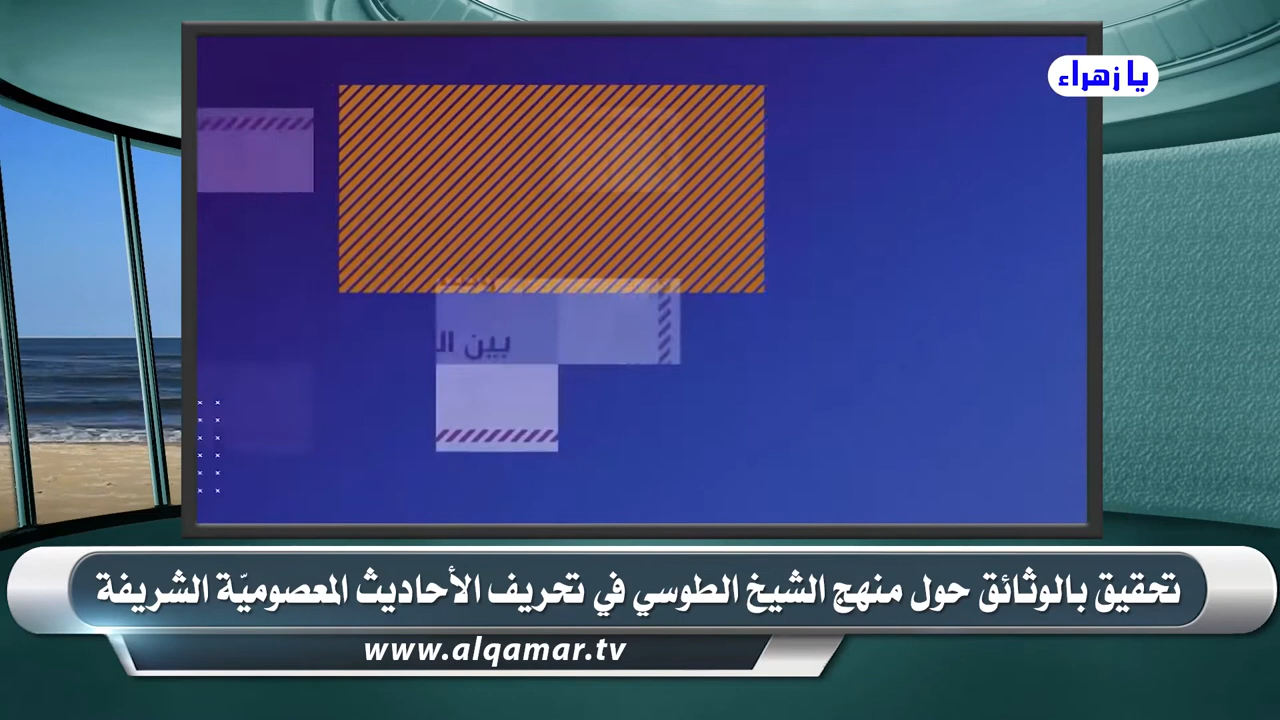 يا زهراء
بين ال
تحقيق بالوثائق حول منهج الشيخ الطوسي في تحريف الأحاديث المعصوميّة الشريفة
www.alqamar.tv